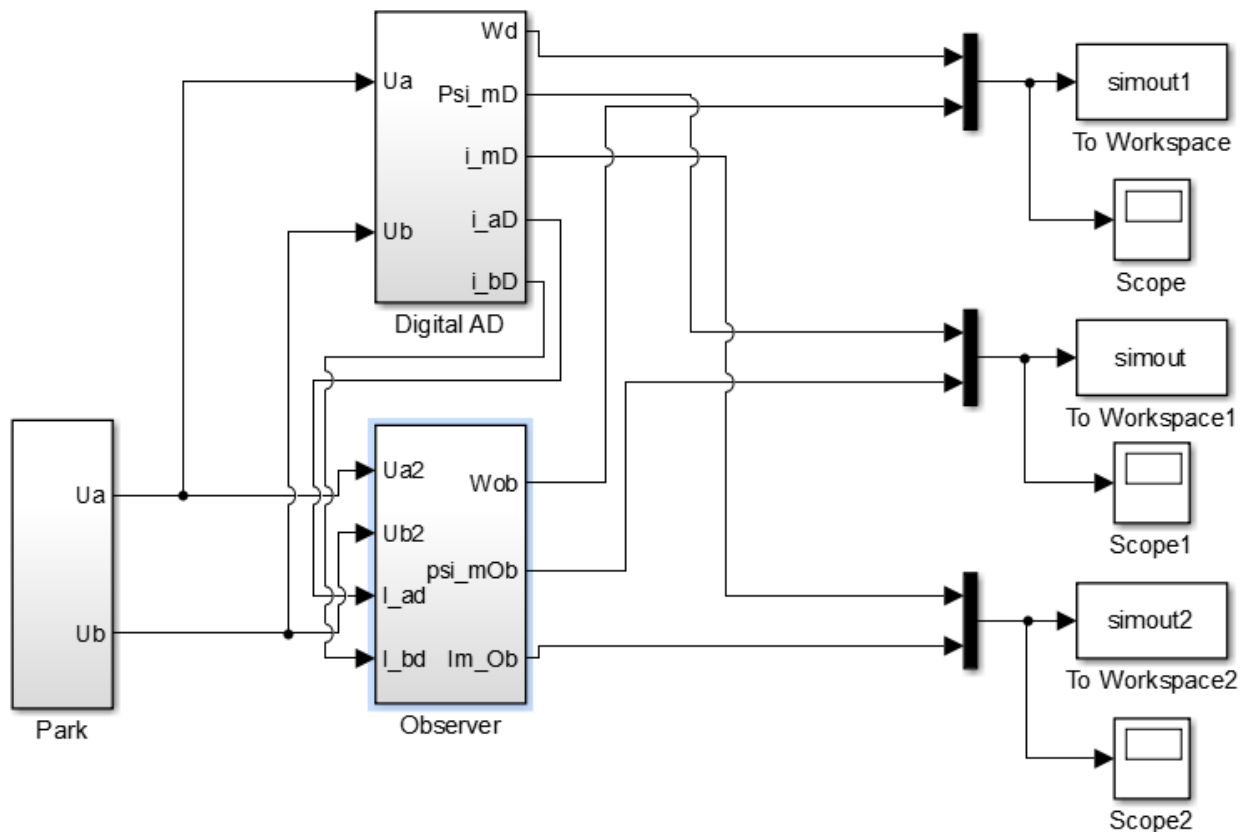 Wd
Ua
Psi_mD
i_mD
i_aD
Ub
i_bD
Digital AD
simout1
To Workspace
Scope
simout
To Workspace1
Scope1
Ua
Ub
Park
Ua2
Wob
Ub2
psi_mOb
I_ad
I_bd
Im_Ob
Observer
simout2
To Workspace2
Scope2